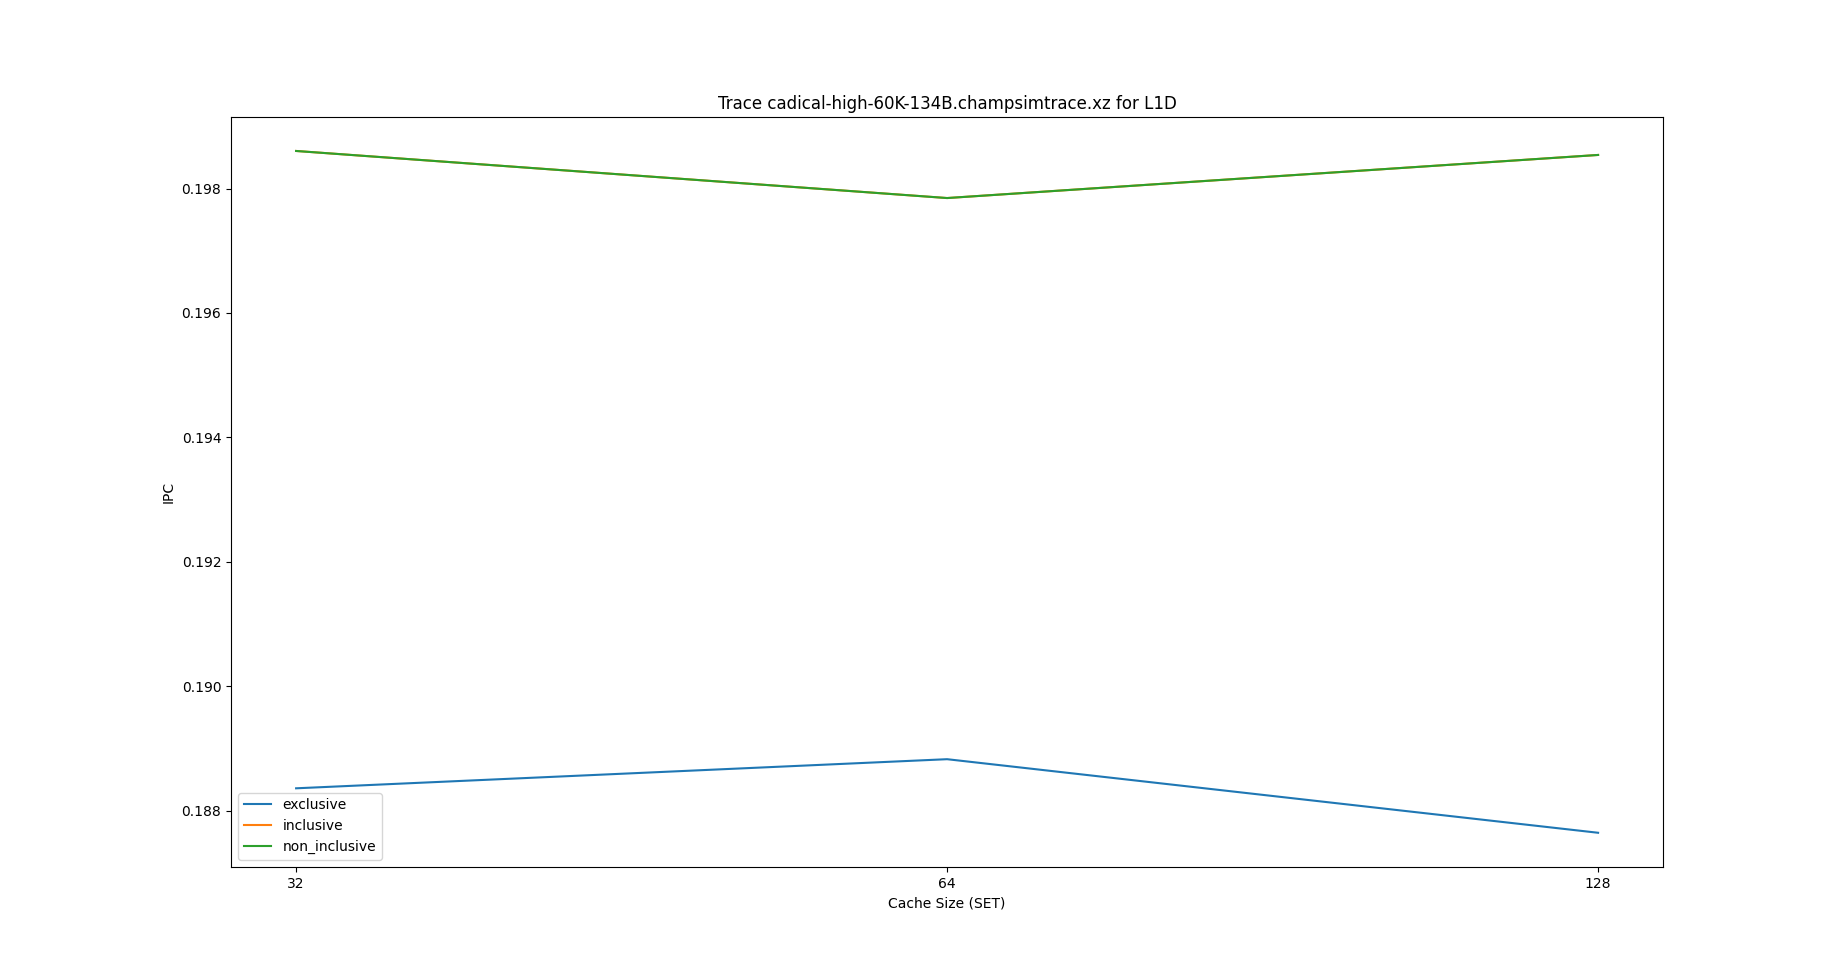 Trace cadical-high-60K-134B.champsimtrace.xz for L1D
0.198
0.196
0.194
0.192
0.190
0.188
IPC
exclusive
inclusive
non_inclusive
32 64 128
Cache Size (SET)